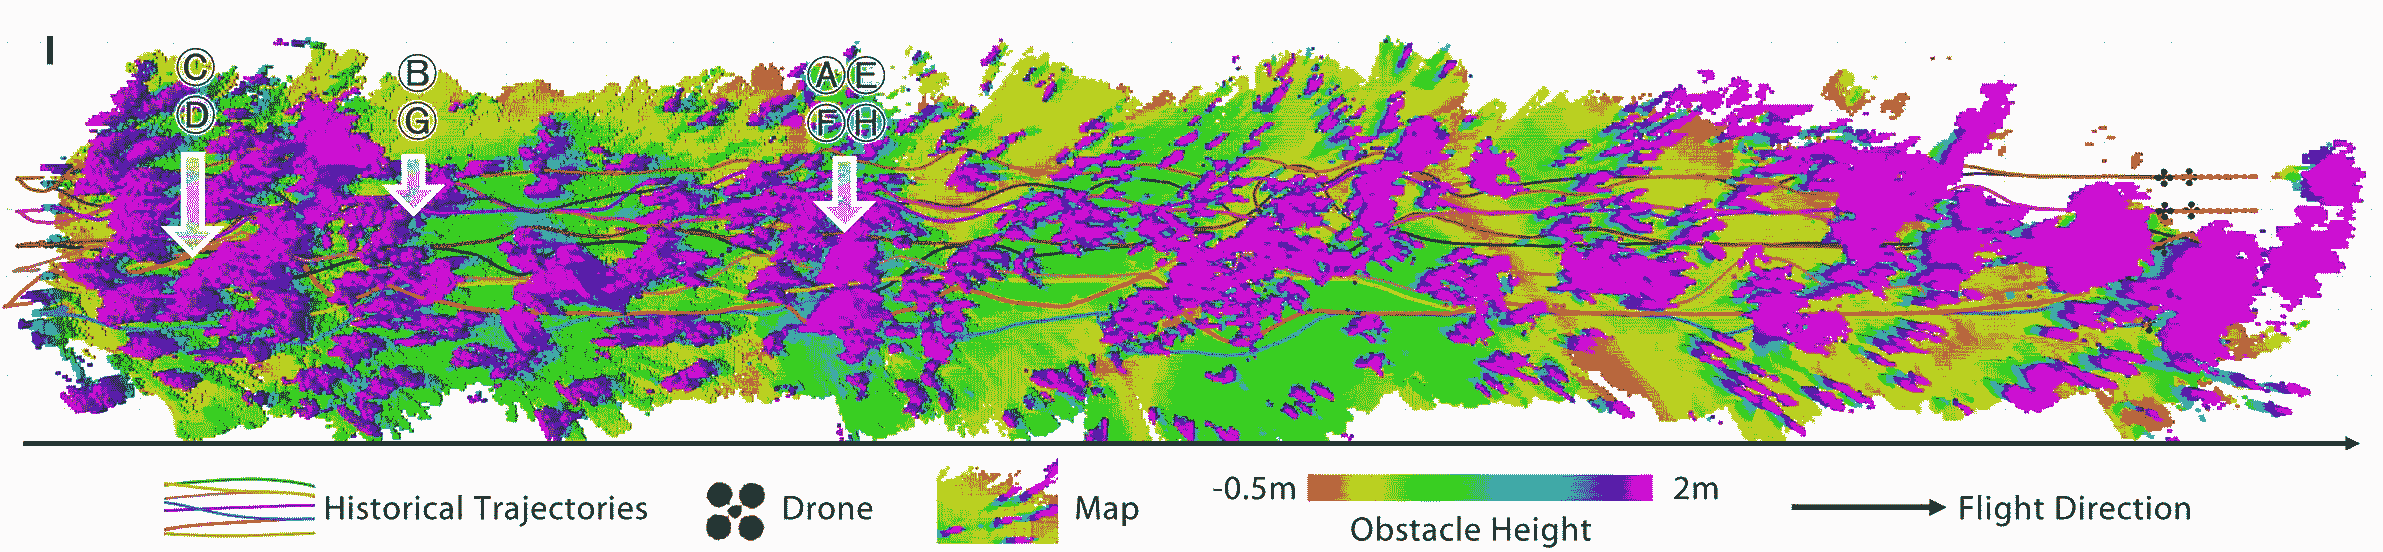 I
C
D
B
G
A E
F H
Historical Trajectories
Drone
Map
-0.5m
2m
Obstacle Height
Flight Direction